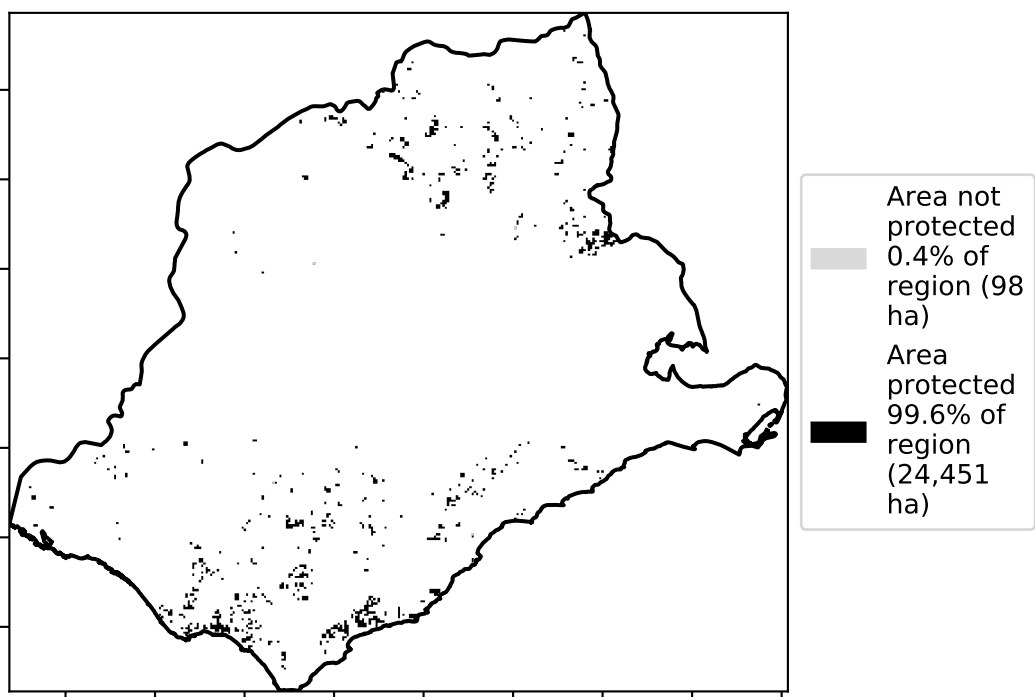 Area not
protected
0.4% of
region (98
ha)
Area
protected
99.6% of
region
(24,451
ha)